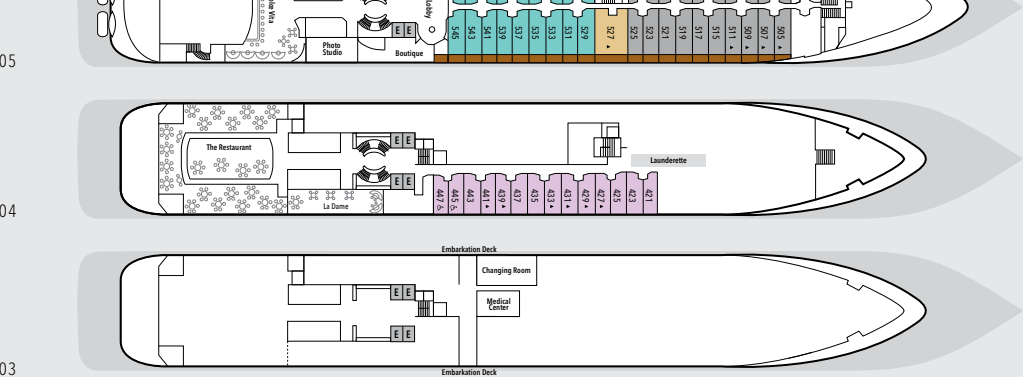 Lobby
E E
Photo
Studio
Boutique
545 543 541 539 537 535 533 531 529 527 525 523 521 519 517 515 511 509 507 505
05
The Restaurant
E E
E E
Launderette
La Dame
447 445 443 441 439 437 435 433 431 429 427 425 423 421
04
Embarkation Deck
Changing Room
Medical
Center
E E
E E
03
Embarkation Deck